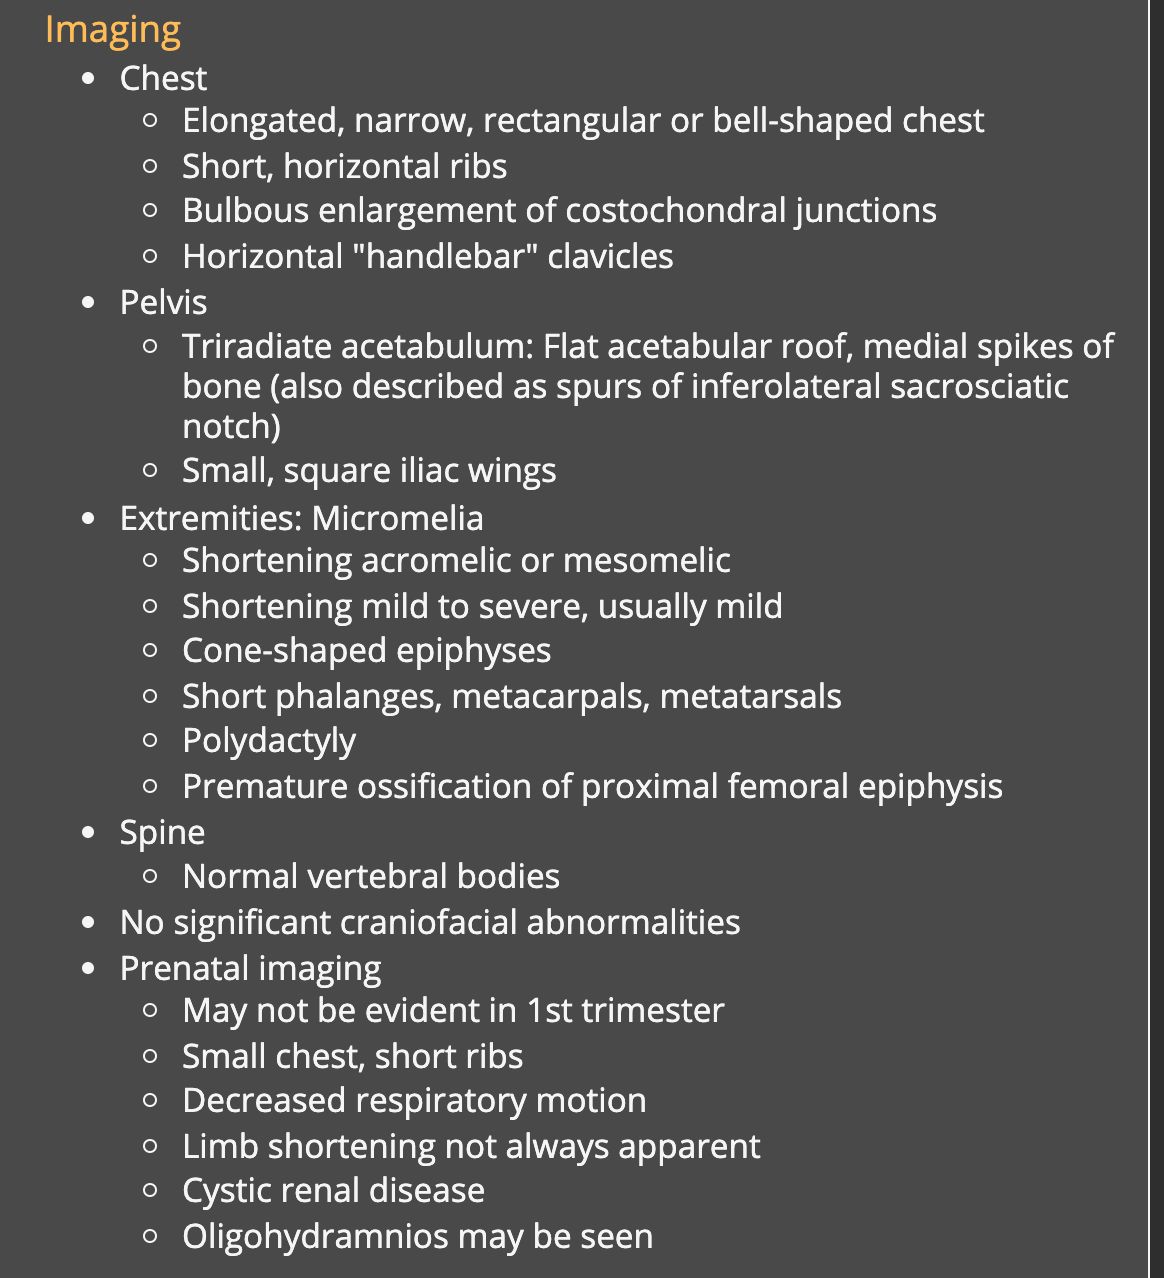 Imaging
• Chest
○ Elongated, narrow, rectangular or bell-shaped chest
○ Short, horizontal ribs
○ Bulbous enlargement of costochondral junctions
○ Horizontal "handlebar" clavicles
• Pelvis
○ Triradiate acetabulum: Flat acetabular roof, medial spikes of
bone (also described as spurs of inferolateral sacrosciatic
notch)
○ Small, square iliac wings
• Extremities: Micromelia
○ Shortening acromelic or mesomelic
○ Shortening mild to severe, usually mild
○ Cone-shaped epiphyses
○ Short phalanges, metacarpals, metatarsals
○ Polydactyly
○ Premature ossification of proximal femoral epiphysis
• Spine
○ Normal vertebral bodies
• No significant craniofacial abnormalities
• Prenatal imaging
○ May not be evident in 1st trimester
○ Small chest, short ribs
○ Decreased respiratory motion
○ Limb shortening not always apparent
○ Cystic renal disease
○ Oligohydramnios may be seen